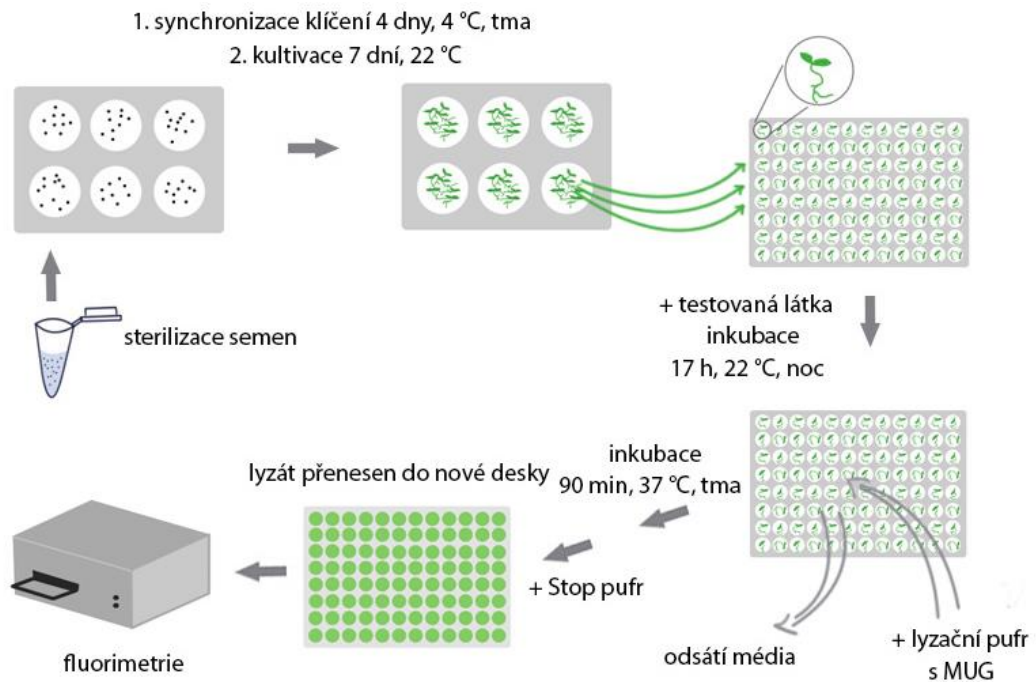 1. synchronizace klíčení 4 dny, 4 °C, tma
2. kultivace 7 dní, 22 °C
sterilizace semen
+ testovaná látka
inkubace
17 h, 22 °C, noc
inkubace
90 min, 37 °C, tma
lyzát přenesen do nové desky
+ Stop pufr
odsátí média
+ lyzační pufr
s MUG
fluorimetrie